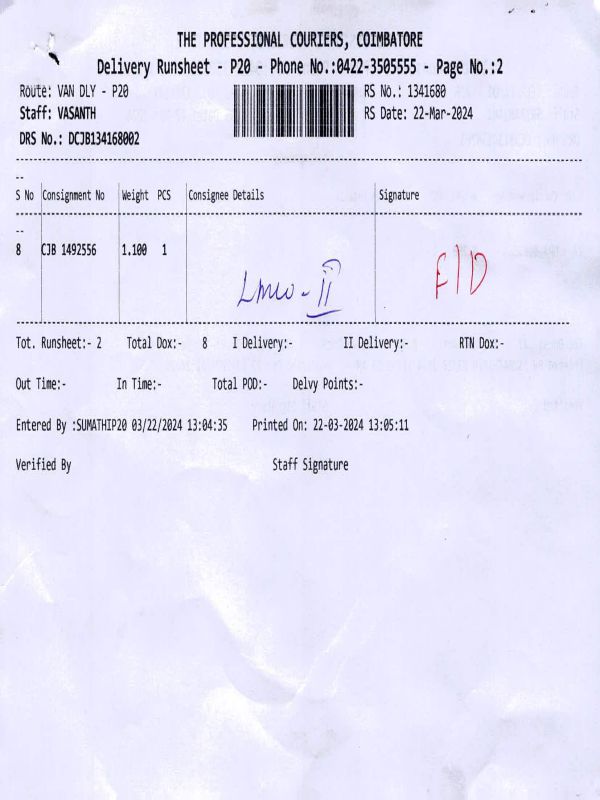 THE PROFESSIONAL COURIERS, COIMBATORE
Delivery Runsheet - P20 - Phone No.:0422-3505555 - Page No.:2
Route: VAN DLY - P20 RS No.: 1341680
Staff: VASANTH RS Date: 22-Mar-2024
DRS No.: DCJB134168002
--
S No Consignment No Weight PCS Consignee Details Signature
--
8 CJB 1492556 1.100 1
LMW - II F/D
Tot. Runsheet:- 2 Total Dox:- 8 I Delivery:- II Delivery:- RTN Dox:-
Out Time:- In Time:- Total POD:- Delvy Points:-
Entered By :SUMATHIP20 03/22/2024 13:04:35 Printed On: 22-03-2024 13:05:11
Verified By Staff Signature